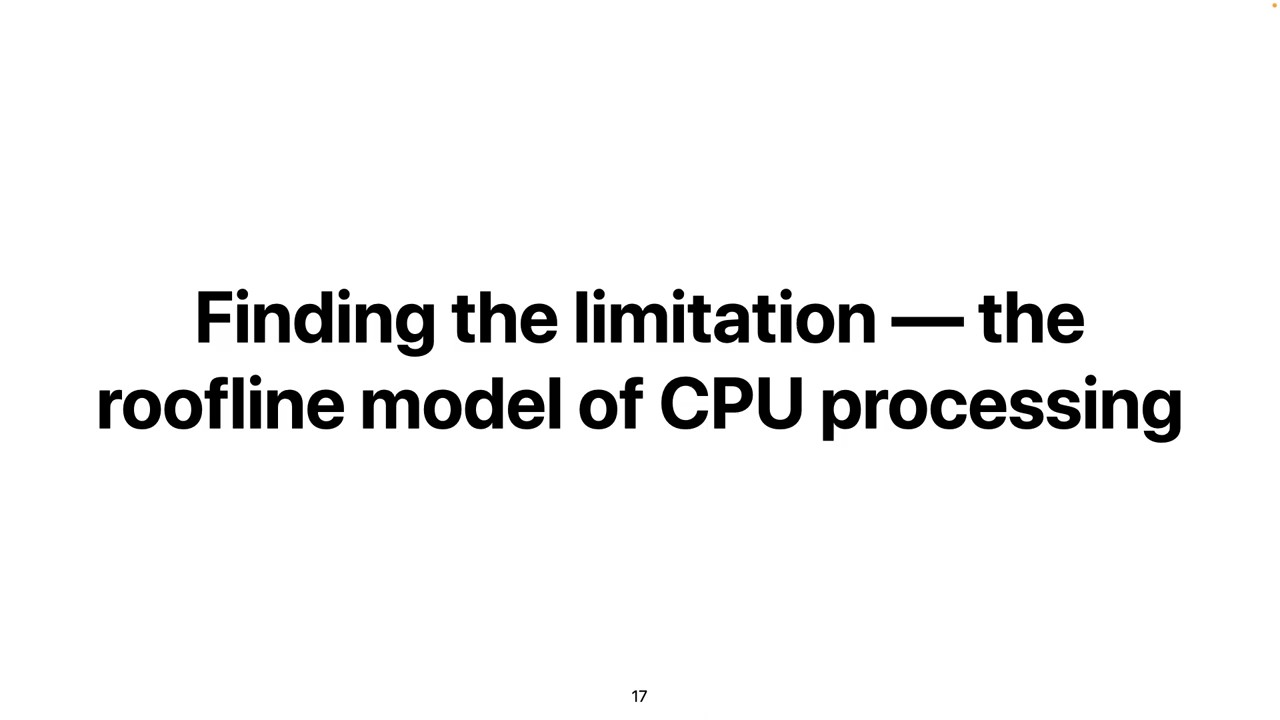 Finding the limitation — the
roofline model of CPU processing
17